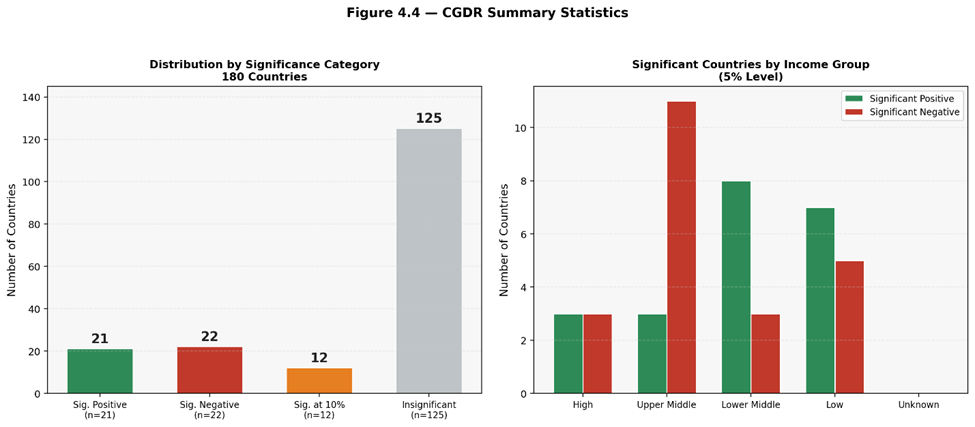 Figure 4.4 — CGDR Summary Statistics
Distribution by Significance Category
180 Countries
Number of Countries
140
120
100
80
60
40
20
0
21
22
12
125
Sig. Positive
(n=21)
Sig. Negative
(n=22)
Sig. at 10%
(n=12)
Insignificant
(n=125)
Significant Countries by Income Group
(5% Level)
Number of Countries
10
8
6
4
2
0
Significant Positive
Significant Negative
High
Upper Middle
Lower Middle
Low
Unknown